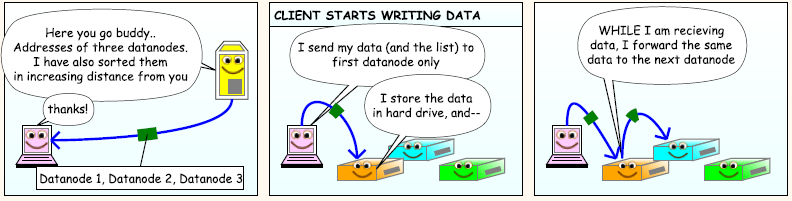 Here you go buddy..
Addresses of three datanodes.
I have also sorted them
in increasing distance from you
thanks!
Datanode 1, Datanode 2, Datanode 3
CLIENT STARTS WRITING DATA
I send my data (and the list) to
first datanode only
I store the data
in hard drive, and--
WHILE I am recieving
data, I forward the same
data to the next datanode